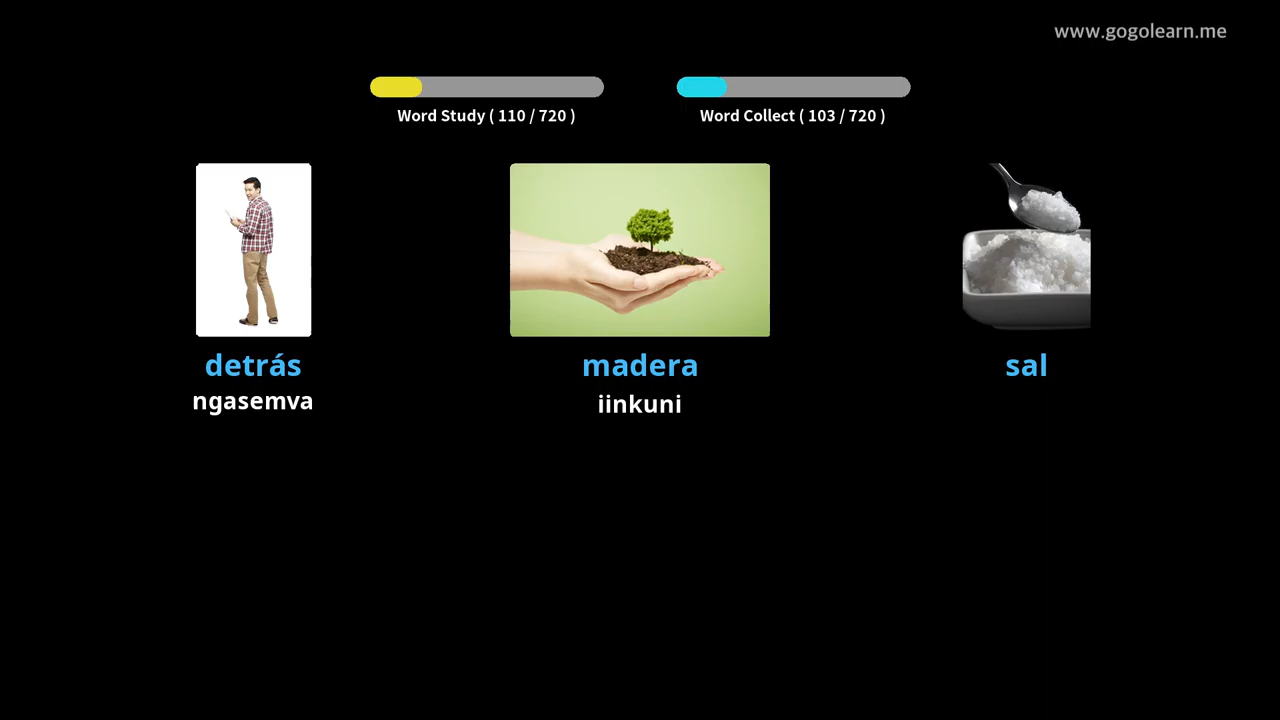 www.gogolearn.me
Word Study ( 110 / 720 )
Word Collect ( 103 / 720 )
detrás
ngasemva
madera
iinkuni
sal